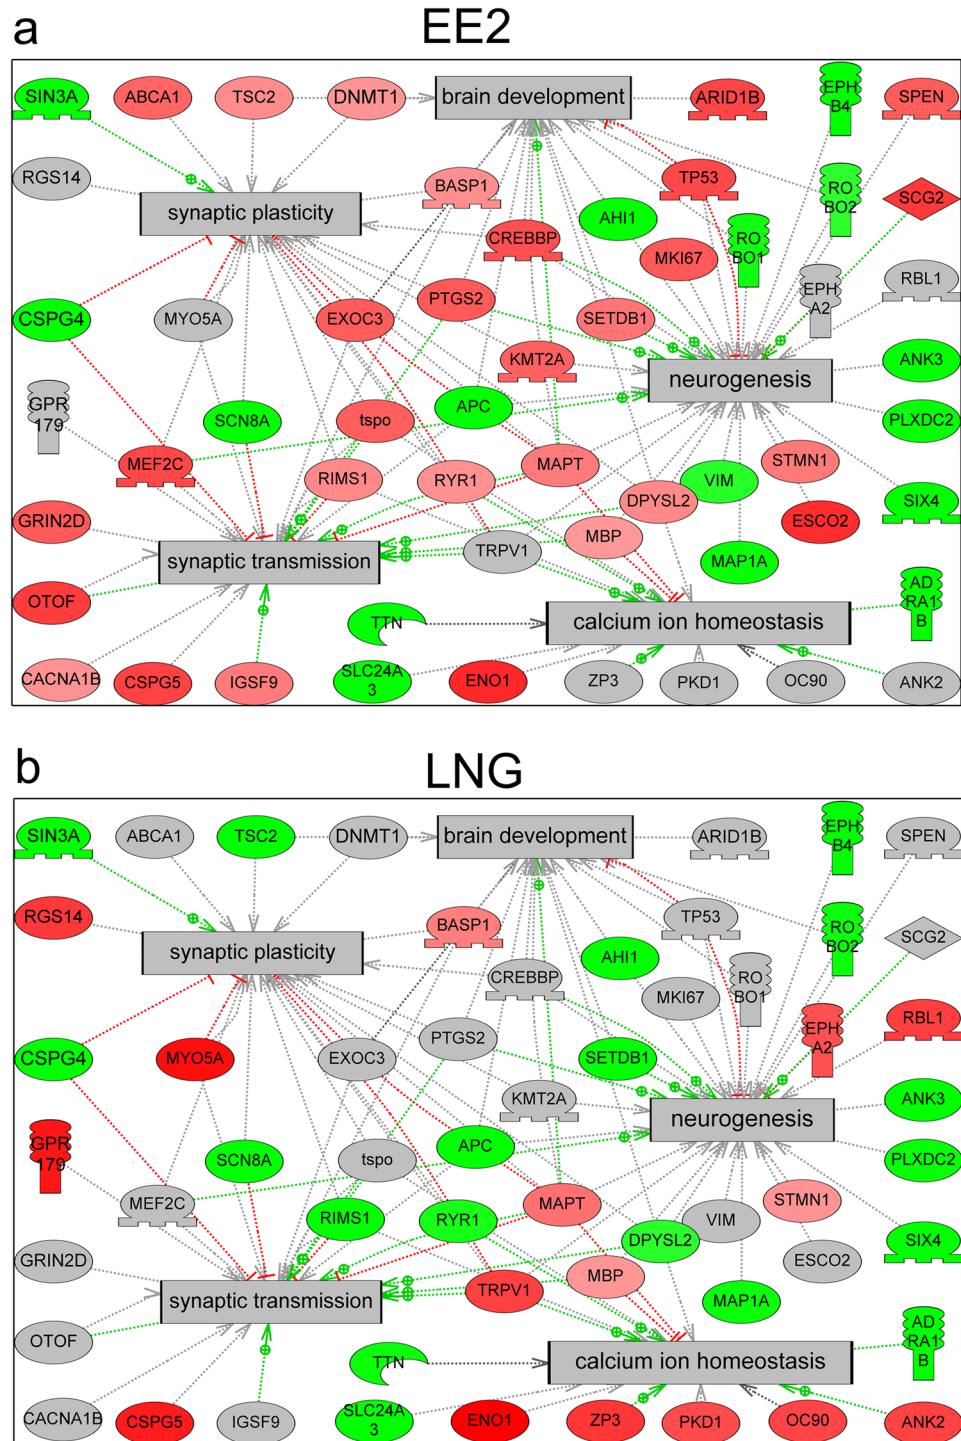 a
EE2
SIN3A
ABCA1
TSC2
DNMT1
brain development
ARID1B
EPH
B4
SPEN
RGS14
synaptic plasticity
BASP1
TP53
RO
BO2
SCG2
AHI1
CREBBP
RO
BO1
MKI67
EPH
A2
RBL1
CSPG4
MYO5A
EXOC3
PTGS2
SETDB1
KMT2A
neurogenesis
ANK3
GPR
179
SCN8A
tspo
APC
PLXDC2
MEF2C
RIMS1
RYR1
MAPT
VIM
STMN1
DPYSL2
SIX4
GRIN2D
ESCO2
MBP
synaptic transmission
TRPV1
MAP1A
OTOF
TTN
calcium ion homeostasis
AD
RA1
B
CACNA1B
CSPG5
IGSF9
SLC24A
3
ENO1
ZP3
PKD1
OC90
ANK2
b
LNG
SIN3A
ABCA1
TSC2
DNMT1
brain development
ARID1B
EPH
B4
SPEN
RGS14
synaptic plasticity
BASP1
TP53
RO
BO2
SCG2
AHI1
CREBBP
RO
BO1
MKI67
EPH
A2
RBL1
CSPG4
MYO5A
EXOC3
PTGS2
SETDB1
KMT2A
neurogenesis
ANK3
GPR
179
SCN8A
tspo
APC
PLXDC2
MEF2C
RIMS1
RYR1
MAPT
VIM
STMN1
DPYSL2
SIX4
GRIN2D
ESCO2
MBP
synaptic transmission
TRPV1
MAP1A
OTOF
TTN
calcium ion homeostasis
AD
RA1
B
CACNA1B
CSPG5
IGSF9
SLC24A
3
ENO1
ZP3
PKD1
OC90
ANK2